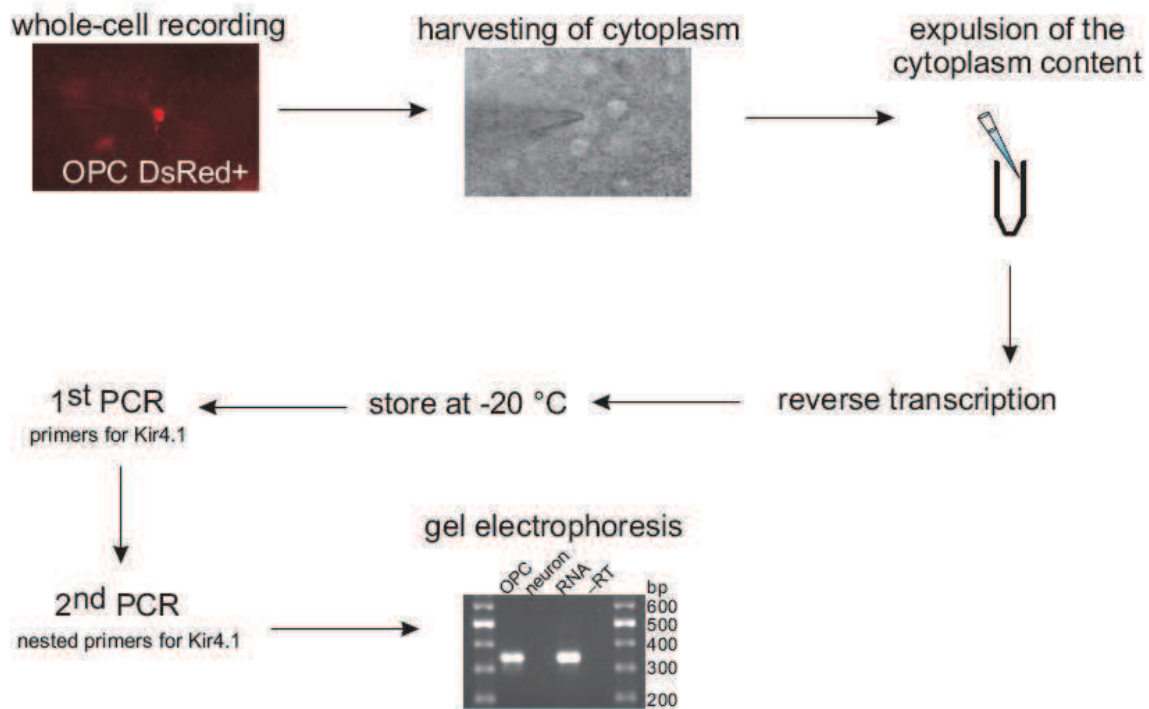 whole-cell recording
harvesting of cytoplasm
expulsion of the
cytoplasm content
OPC DsRed+
reverse transcription
store at -20 °C
1st PCR
primers for Kir4.1
2nd PCR
nested primers for Kir4.1
gel electrophoresis
OPC
neuron
RNA
–RT
bp
600
500
400
300
200